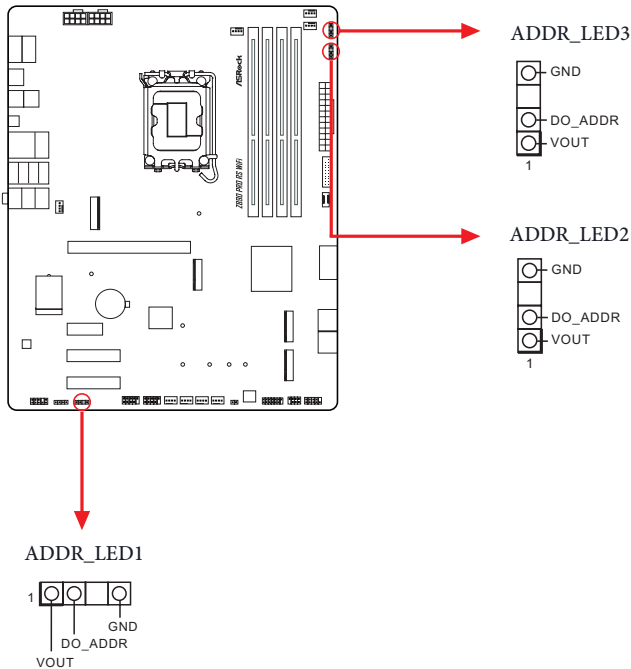 ADDR_LED3
GND
DO_ADDR
VOUT
1
ASRock
Z890 PRO RS WiFi
ADDR_LED2
GND
DO_ADDR
VOUT
1
ADDR_LED1
1
GND
DO_ADDR
VOUT